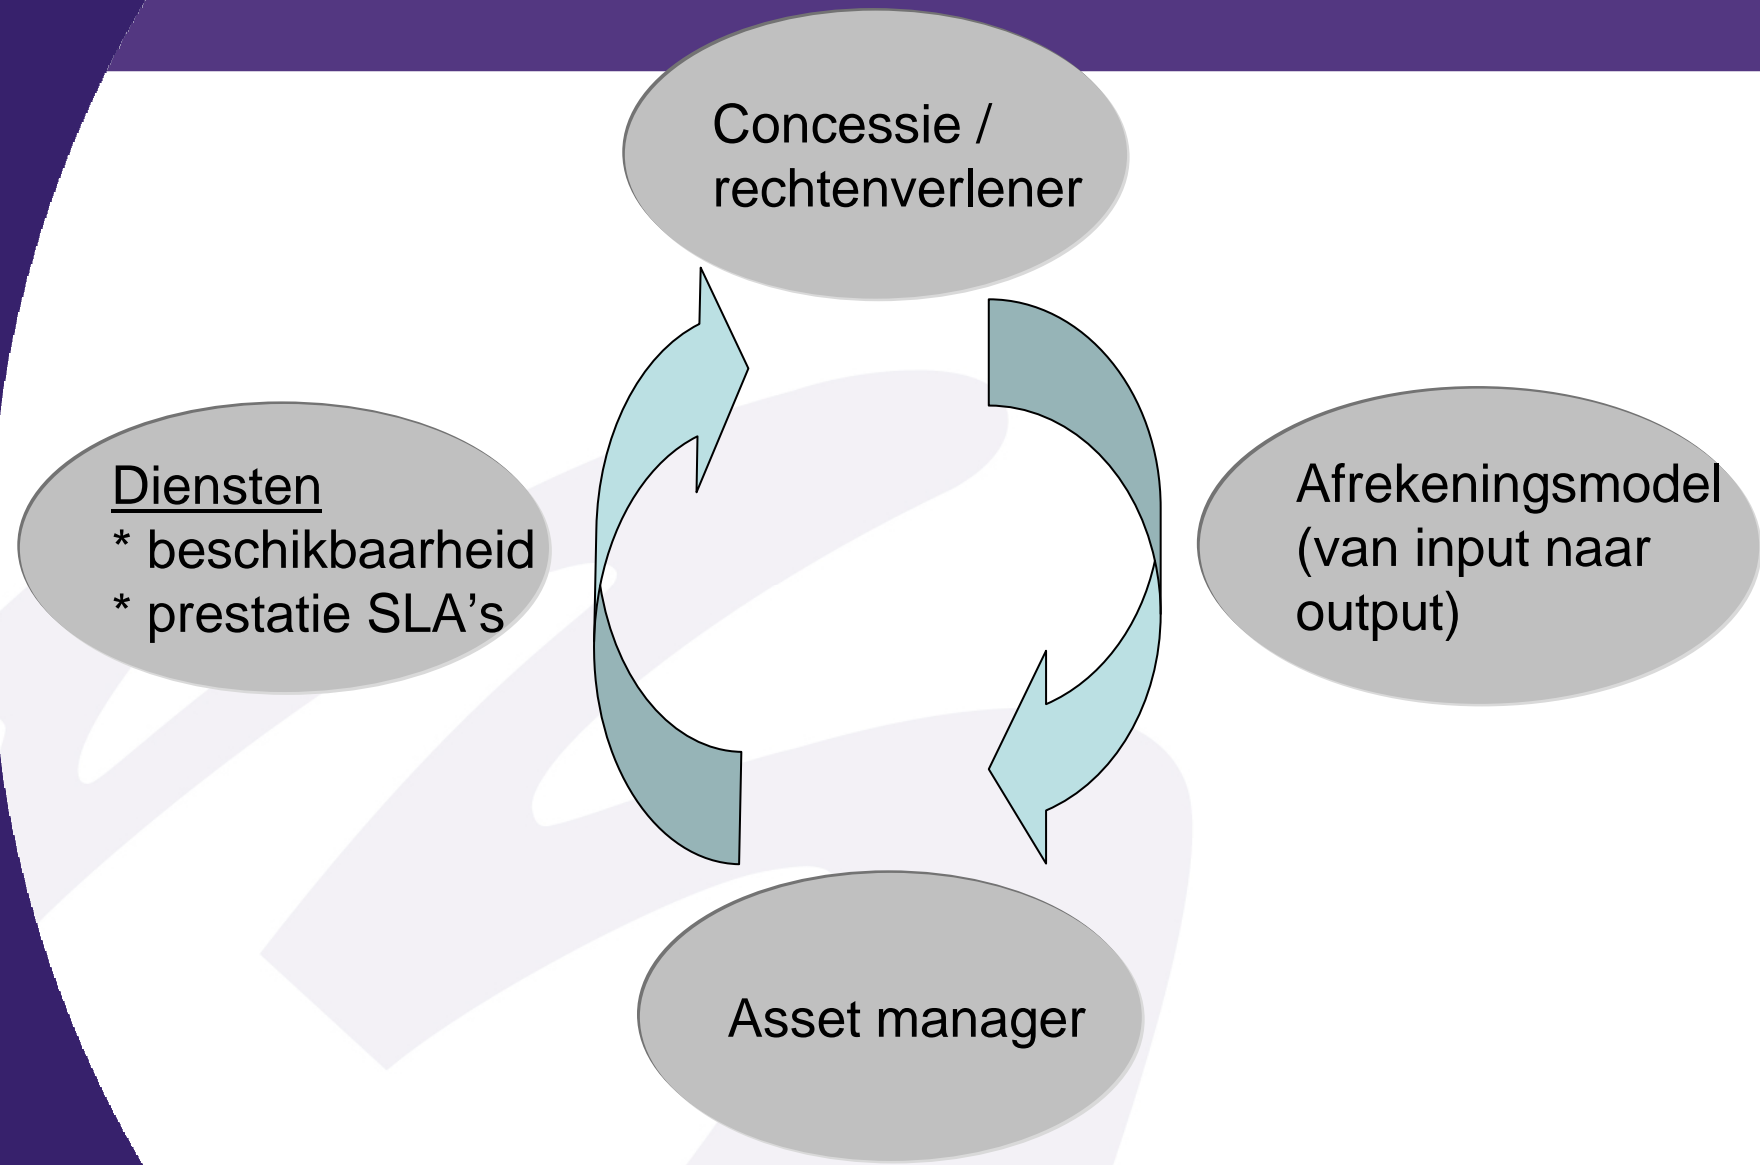 Concessie /
rechtenverlener
Diensten
* beschikbaarheid
* prestatie SLA’s
Afrekeningsmodel
(van input naar
output)
Asset manager